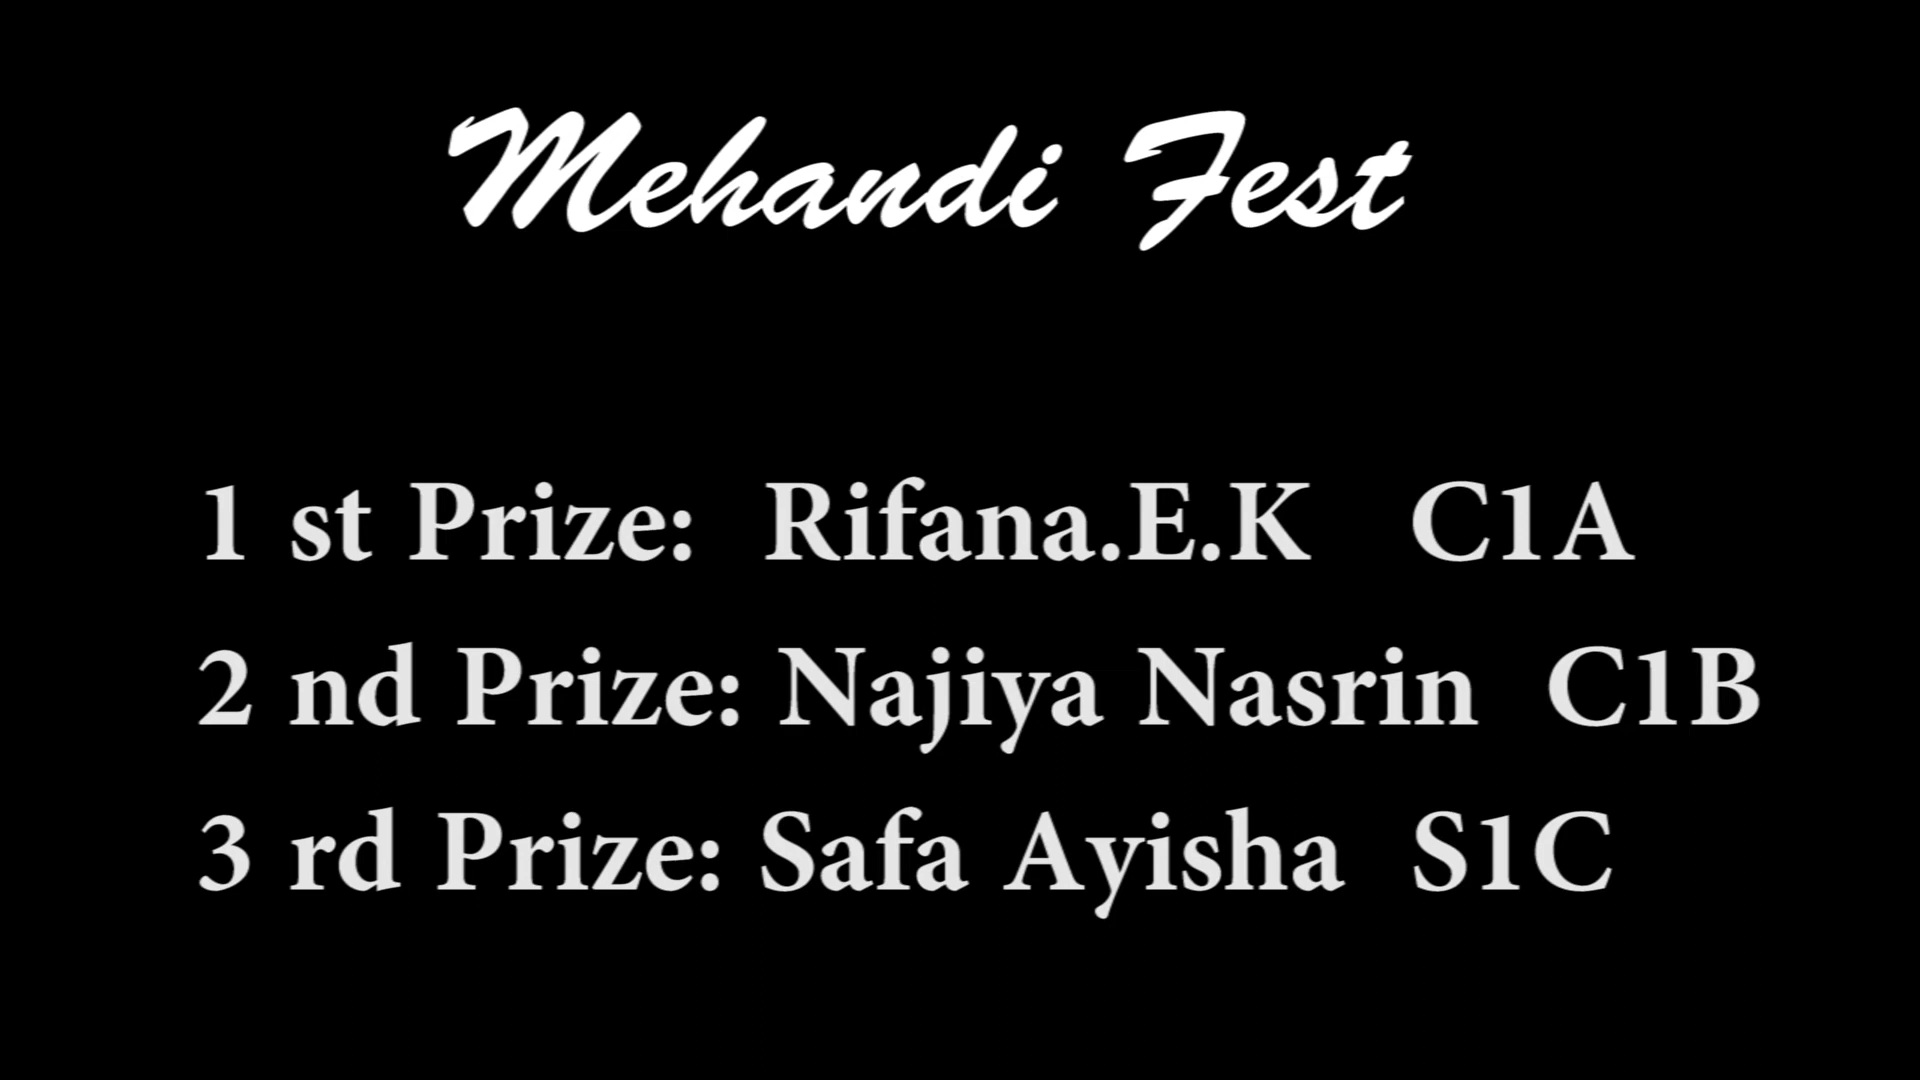 Mehandi Fest
1 st Prize: Rifana.E.K C1A
2 nd Prize: Najiya Nasrin C1B
3 rd Prize: Safa Ayisha S1C